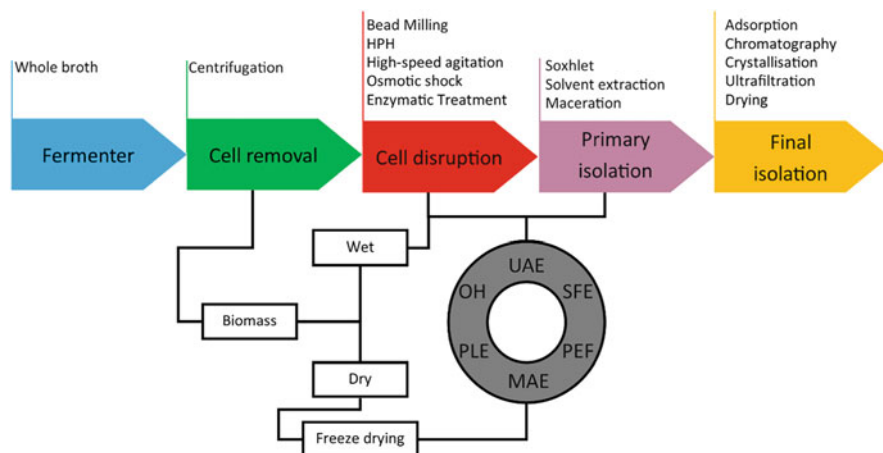 Whole broth
Centrifugation
Bead Milling
HPH
High-speed agitation
Osmotic shock
Enzymatic Treatment
Soxhlet
Solvent extraction
Maceration
Adsorption
Chromatography
Crystallisation
Ultrafiltration
Drying
Fermenter
Cell removal
Cell disruption
Primary
isolation
Final
isolation
Wet
Biomass
Dry
Freeze drying
UAE
OH
SFE
PLE
PEF
MAE